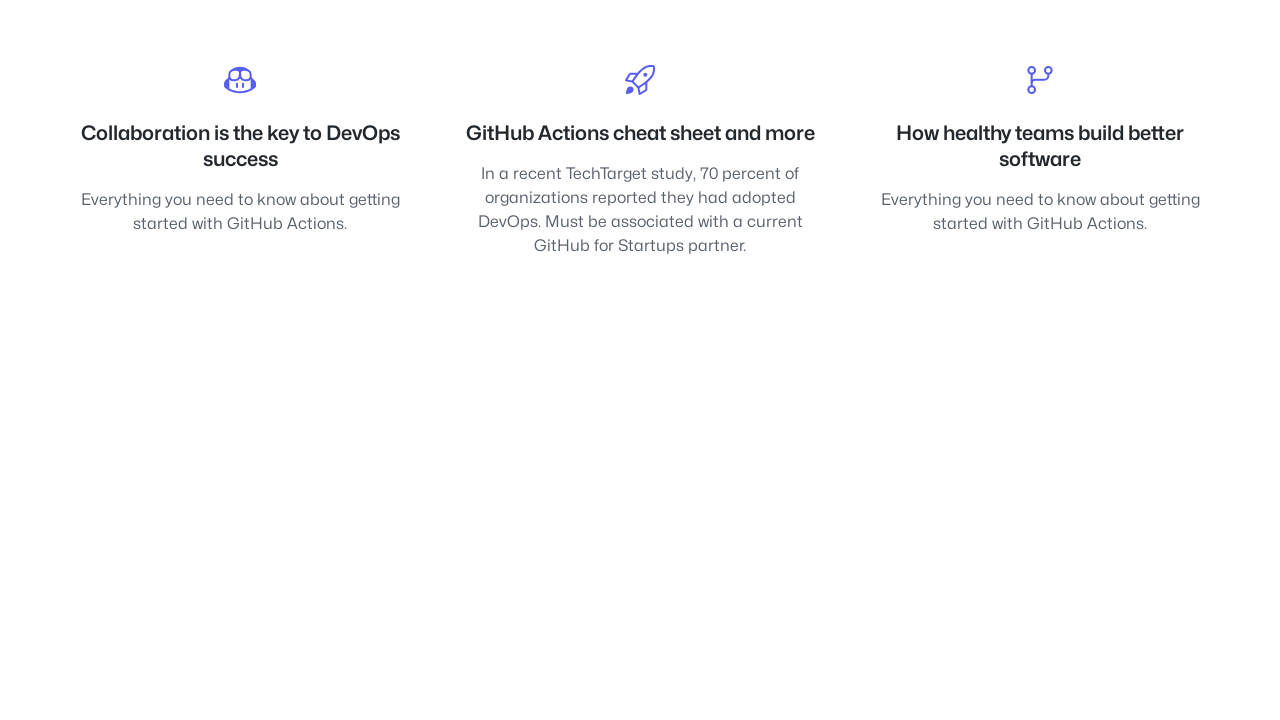 Collaboration is the key to DevOps
success
Everything you need to know about getting
started with GitHub Actions.
GitHub Actions cheat sheet and more
In a recent TechTarget study, 70 percent of
organizations reported they had adopted
DevOps. Must be associated with a current
GitHub for Startups partner.
How healthy teams build better
software
Everything you need to know about getting
started with GitHub Actions.